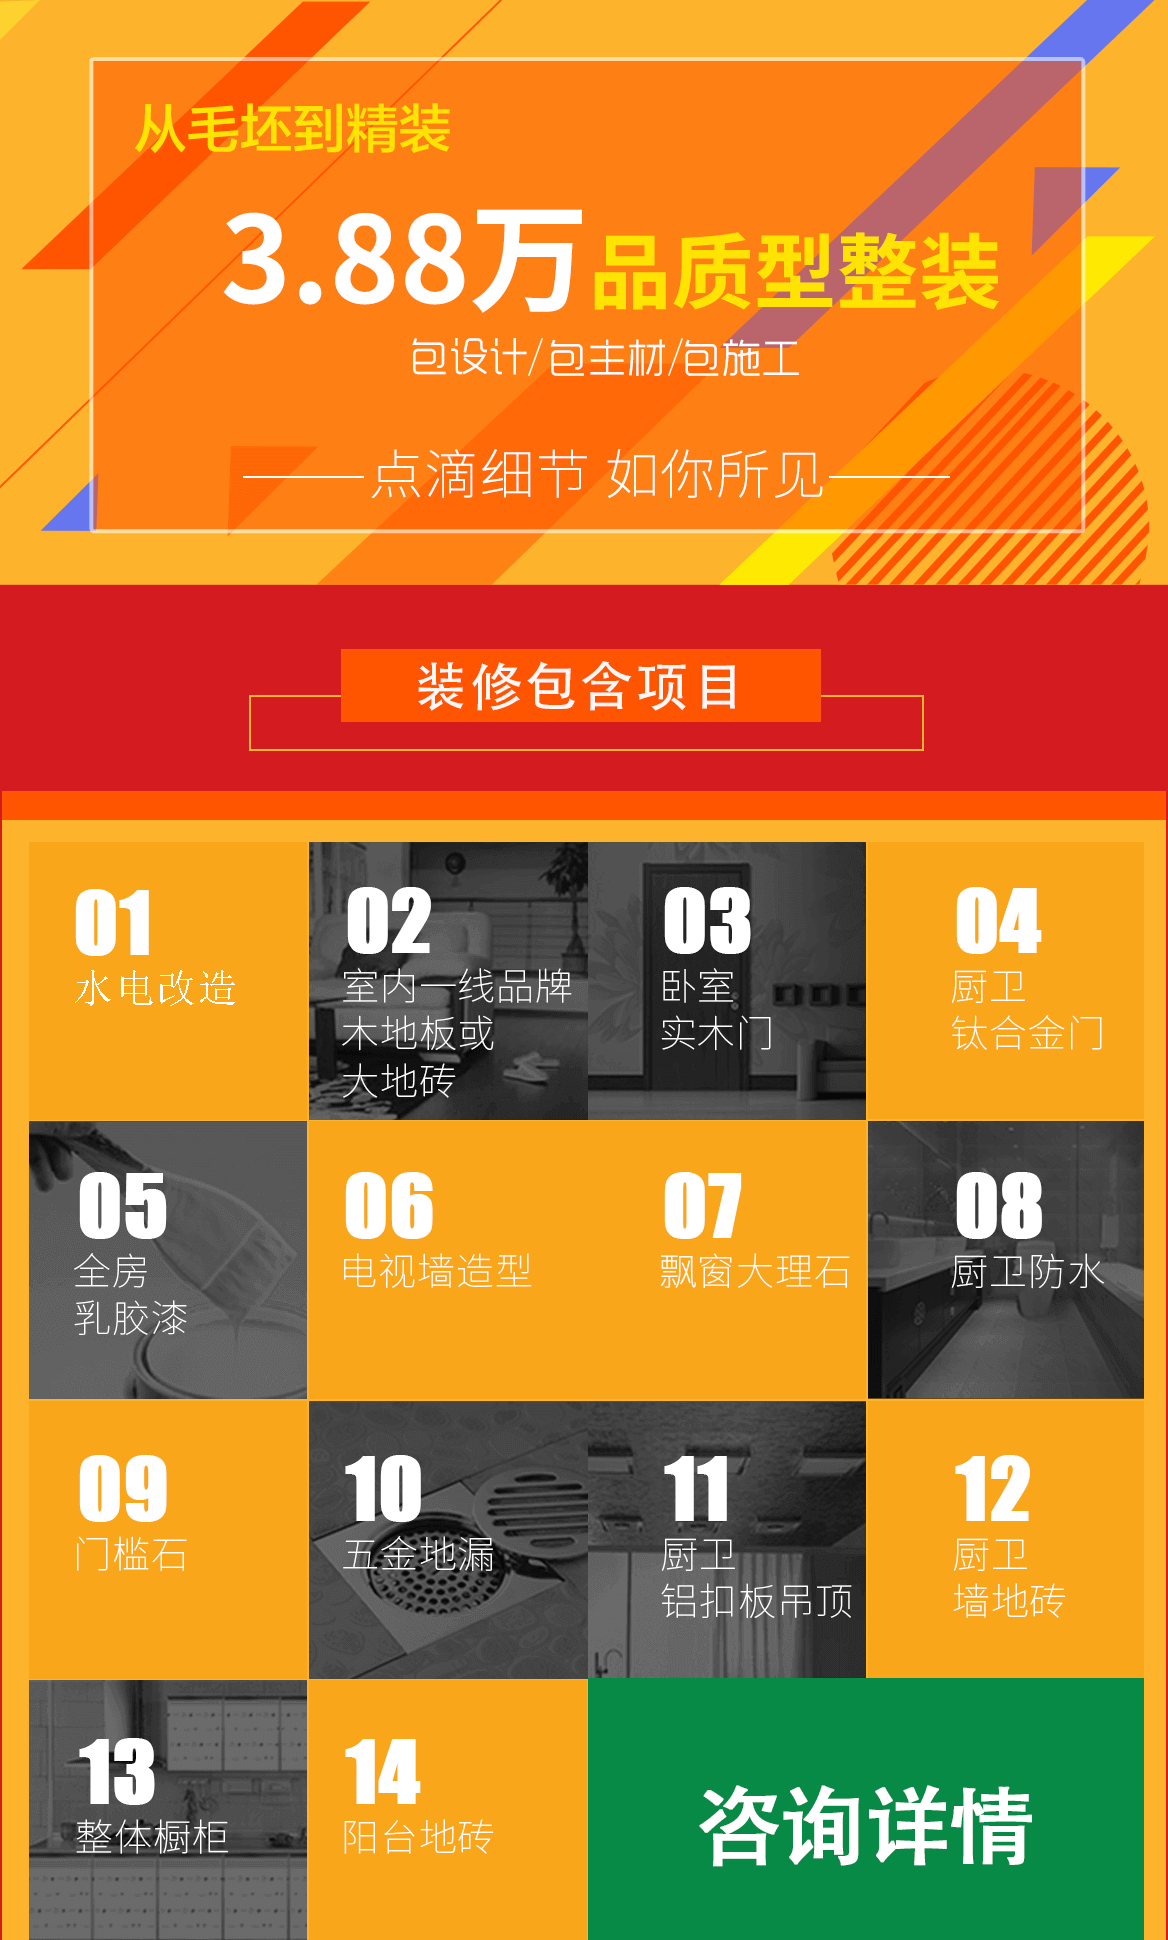 从毛坯到精装
3.88万品质型整装
包设计/包主材/包施工
点滴细节 如你所见
装修包含项目
01
水电改造
02
室内一线品牌
木地板或
大地砖
03
卧室
实木门
04
厨卫
钛合金门
05
全房
乳胶漆
06
电视墙造型
07
飘窗大理石
08
厨卫防水
09
门槛石
10
五金地漏
11
厨卫
铝扣板吊顶
12
厨卫
墙地砖
13
整体橱柜
14
阳台地砖
咨询详情